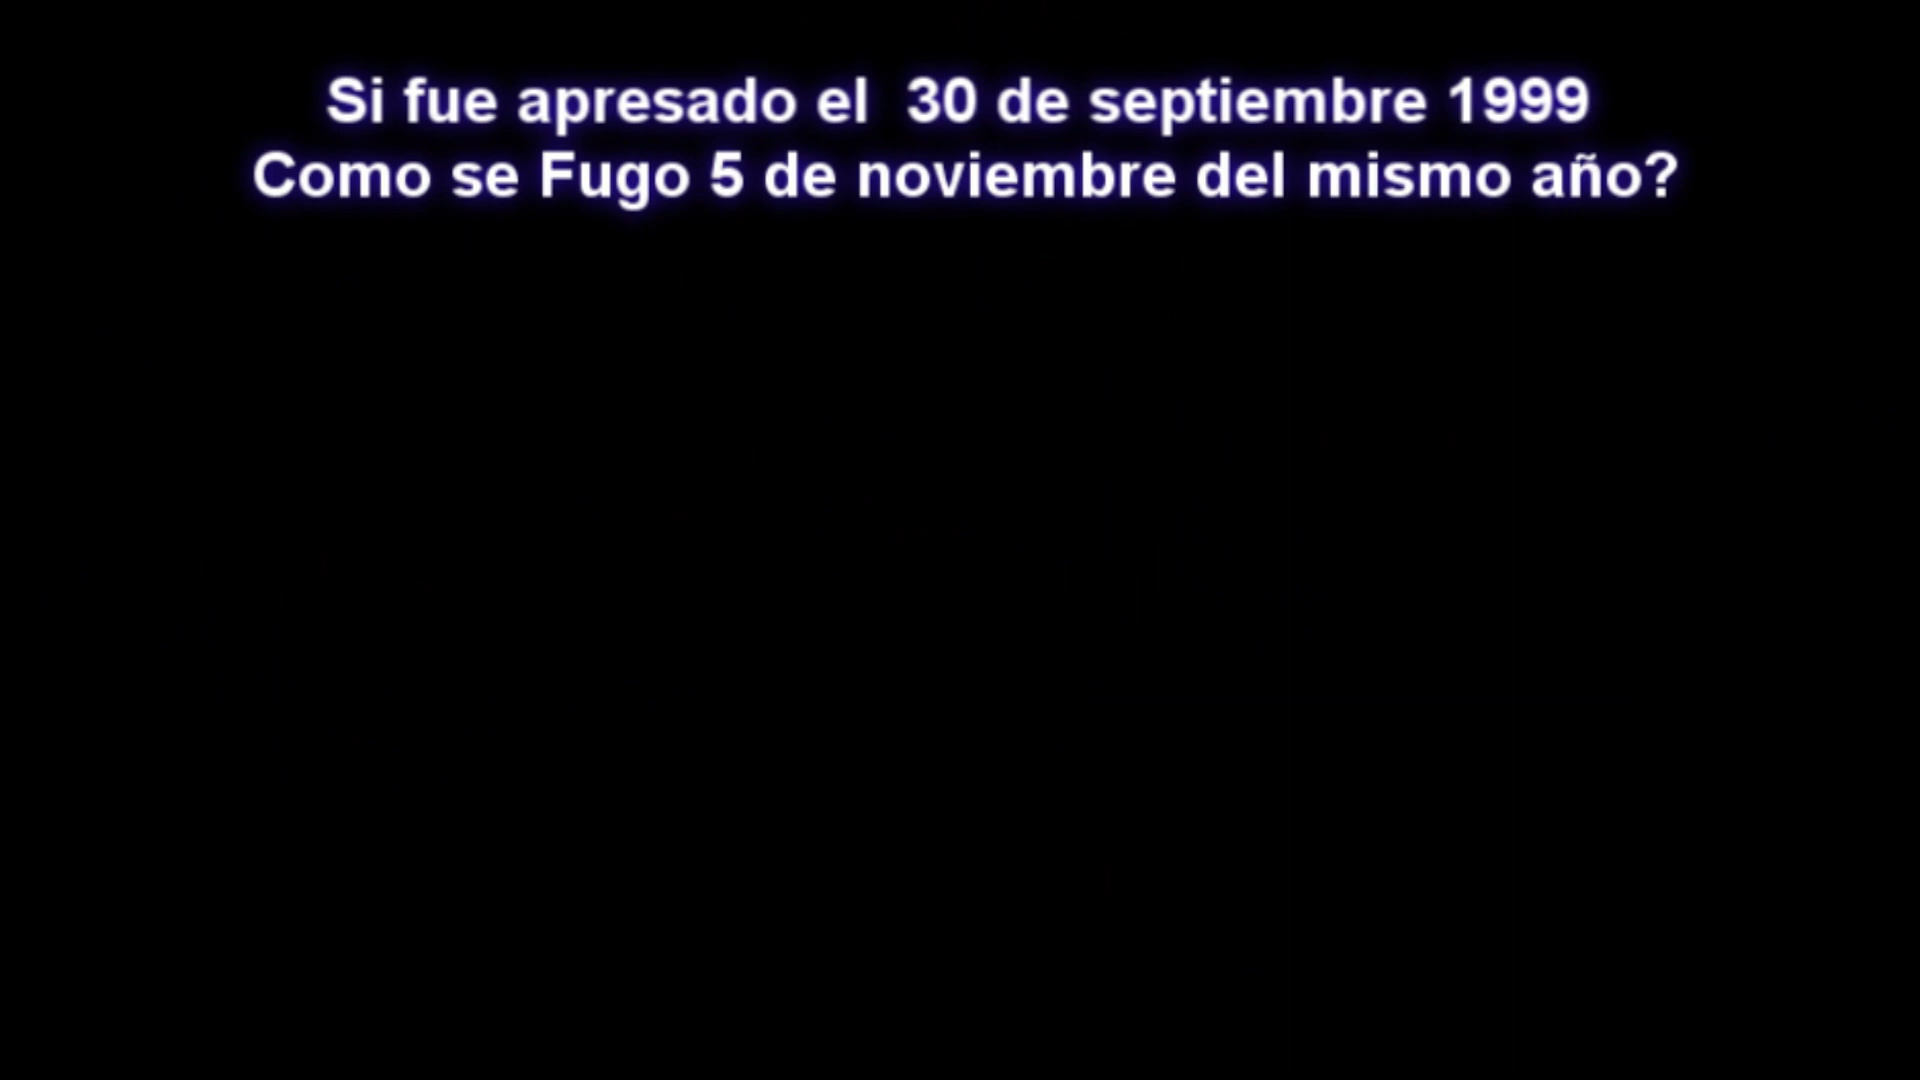 Si fue apresado el  30 de septiembre 1999
Como se Fugo 5 de noviembre del mismo año?